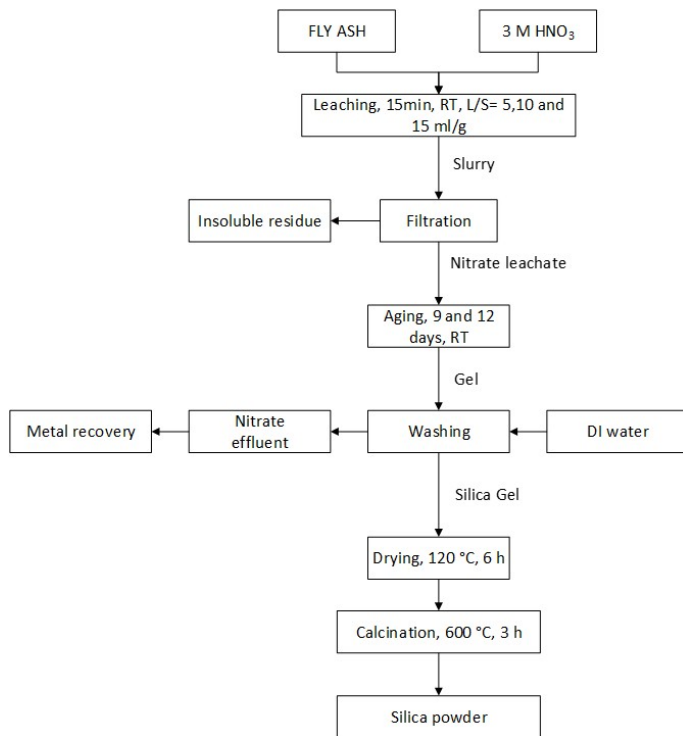 FLY ASH
3 M HNO₃
Leaching, 15min, RT, L/S= 5,10 and
15 ml/g
Slurry
Insoluble residue
Filtration
Nitrate leachate
Aging, 9 and 12
days, RT
Gel
Metal recovery
Nitrate
effluent
Washing
DI water
Silica Gel
Drying, 120 °C, 6 h
Calcination, 600 °C, 3 h
Silica powder